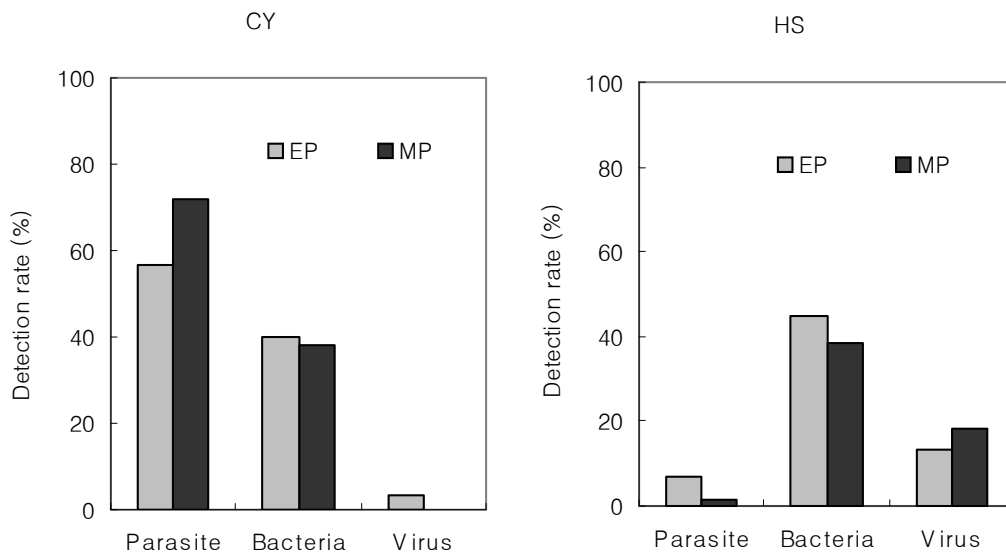 CY
Detection rate (%)
100
80
60
40
20
0
EP
MP
Parasite
Bacteria
Virus
HS
Detection rate (%)
100
80
60
40
20
0
EP
MP
Parasite
Bacteria
Virus